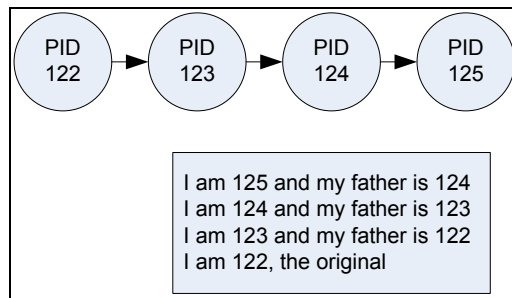 PID
122
PID
123
PID
124
PID
125
I am 125 and my father is 124
I am 124 and my father is 123
I am 123 and my father is 122
I am 122, the original